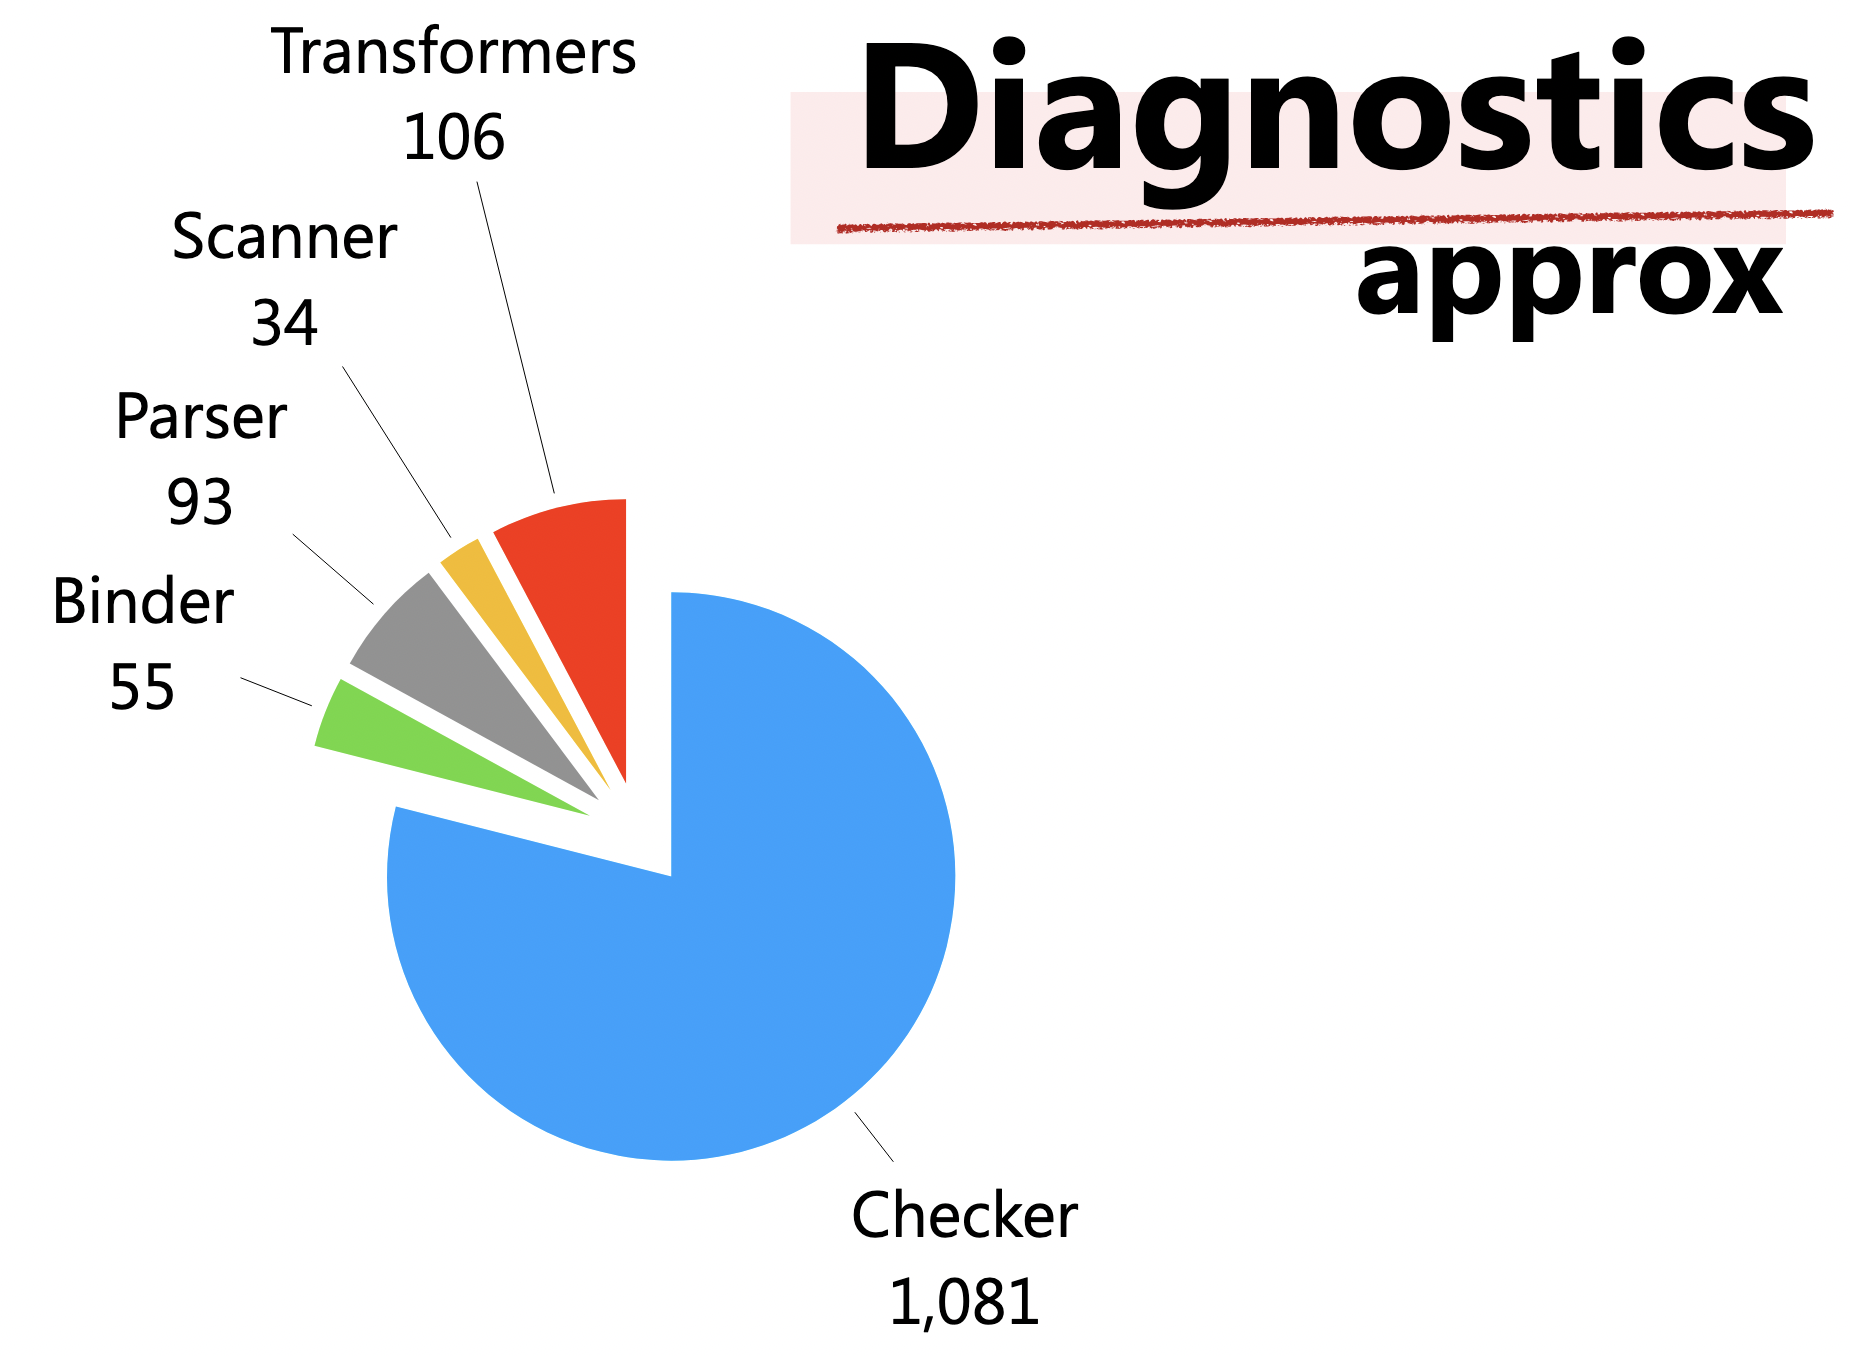 Diagnostics
approx
Transformers
106
Scanner
34
Parser
93
Binder
55
Checker
1,081